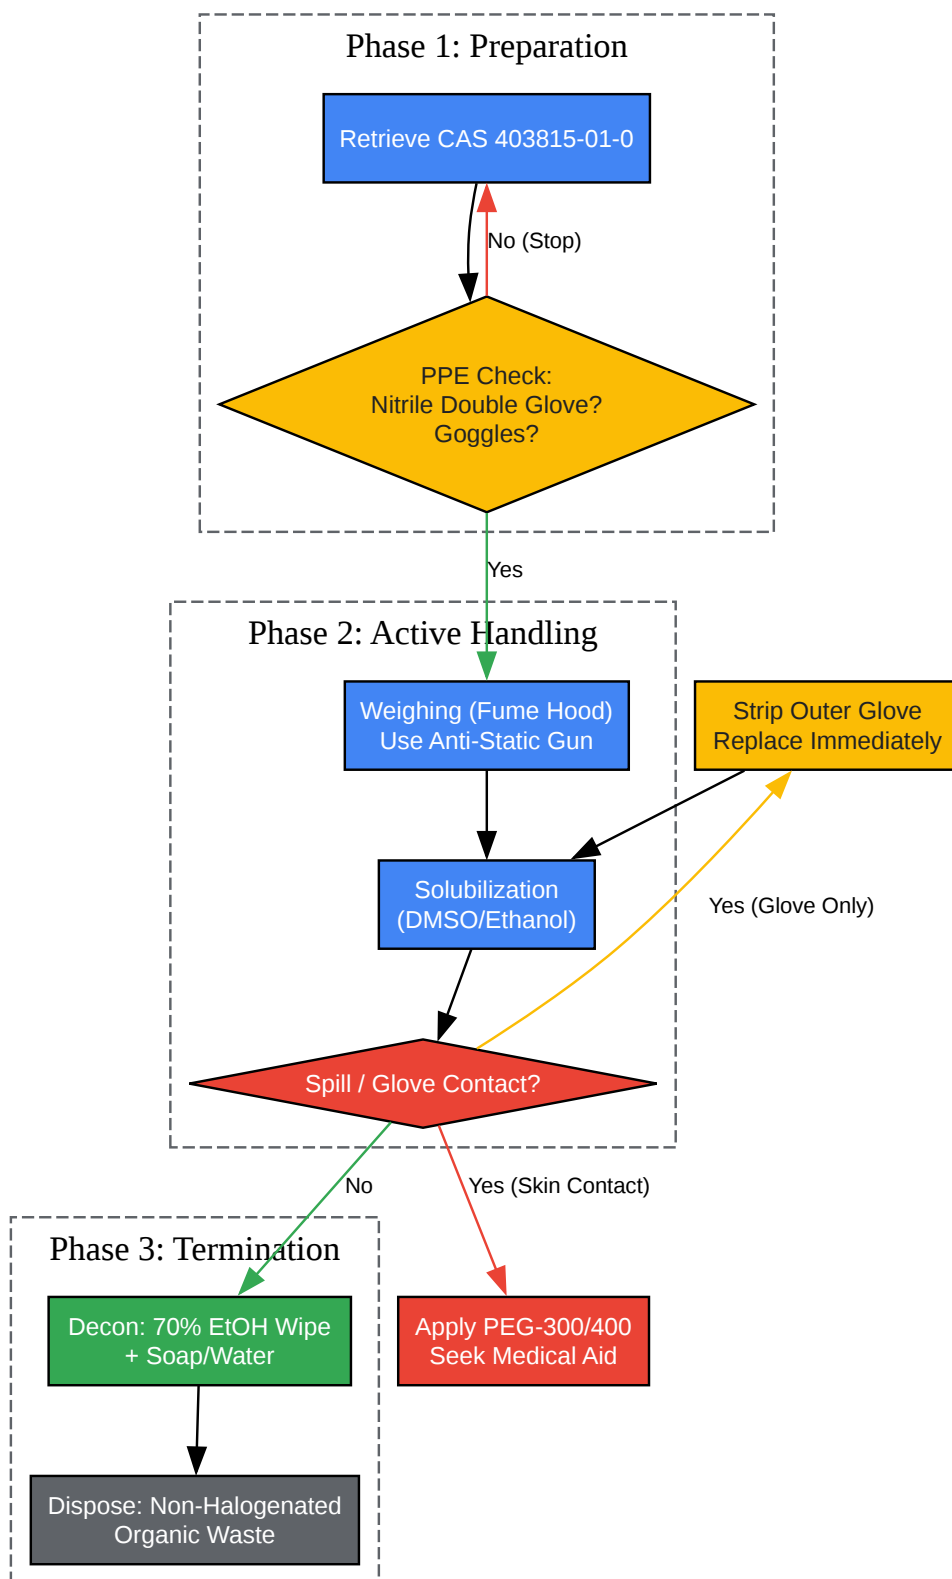 Phase 1: Preparation
Retrieve CAS 403815-01-0
No (Stop)
PPE Check:
Nitrile Double Glove?
Goggles?
Yes
Phase 2: Active Handling
Weighing (Fume Hood)
Use Anti-Static Gun
Strip Outer Glove
Replace Immediately
Solubilization
(DMSO/Ethanol)
Yes (Glove Only)
Spill / Glove Contact?
No
Yes (Skin Contact)
Phase 3: Termination
Decon: 70% EtOH Wipe
+ Soap/Water
Apply PEG-300/400
Seek Medical Aid
Dispose: Non-Halogenated
Organic Waste